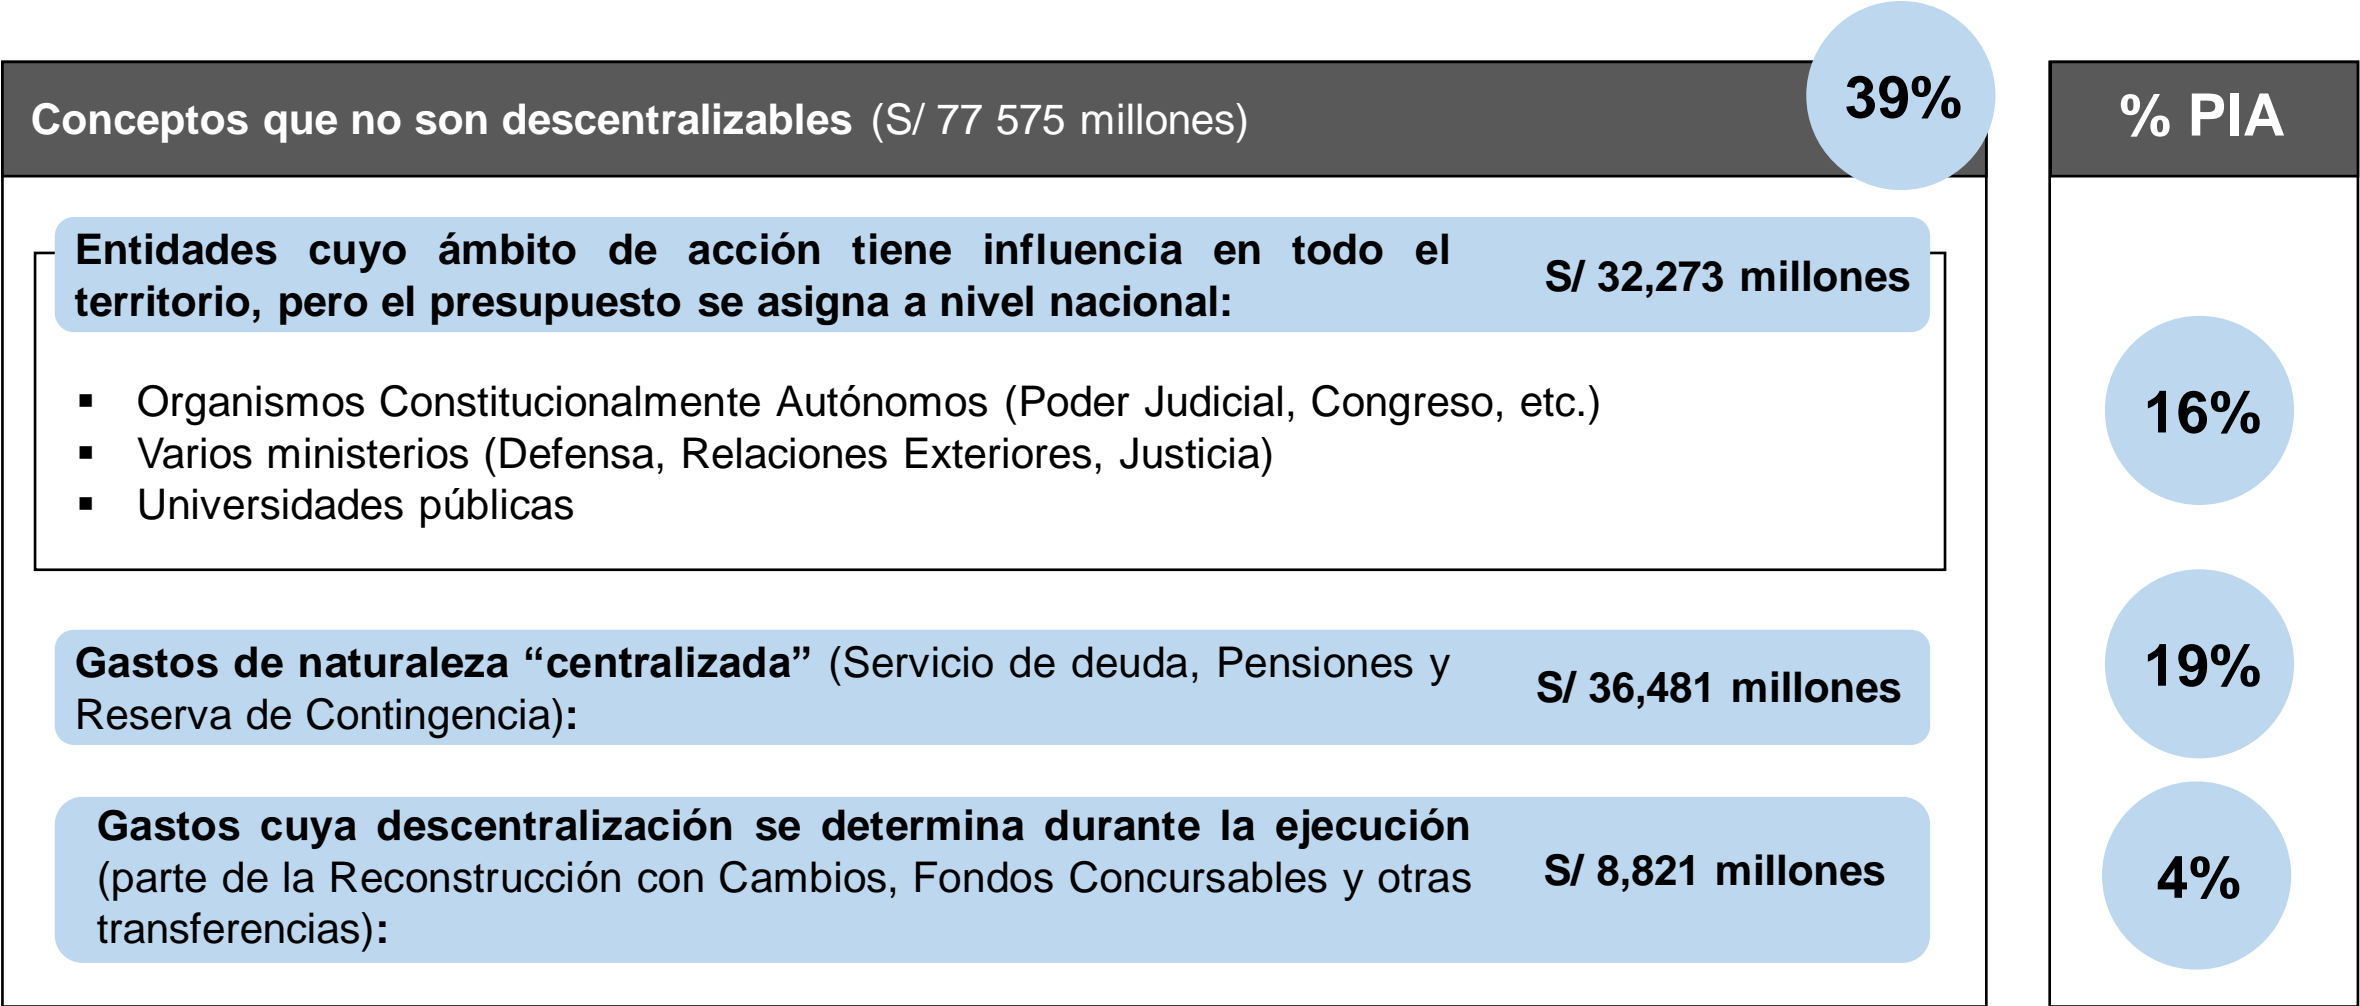 39%
Conceptos que no son descentralizables (S/ 77 575 millones)
% PIA
Entidades cuyo ámbito de acción tiene influencia en todo el
territorio, pero el presupuesto se asigna a nivel nacional:
S/ 32,273 millones
▪ Organismos Constitucionalmente Autónomos (Poder Judicial, Congreso, etc.)
▪ Varios ministerios (Defensa, Relaciones Exteriores, Justicia)
▪ Universidades públicas
16%
Gastos de naturaleza “centralizada” (Servicio de deuda, Pensiones y
Reserva de Contingencia):
S/ 36,481 millones
19%
Gastos cuya descentralización se determina durante la ejecución
(parte de la Reconstrucción con Cambios, Fondos Concursables y otras
transferencias):
S/ 8,821 millones
4%